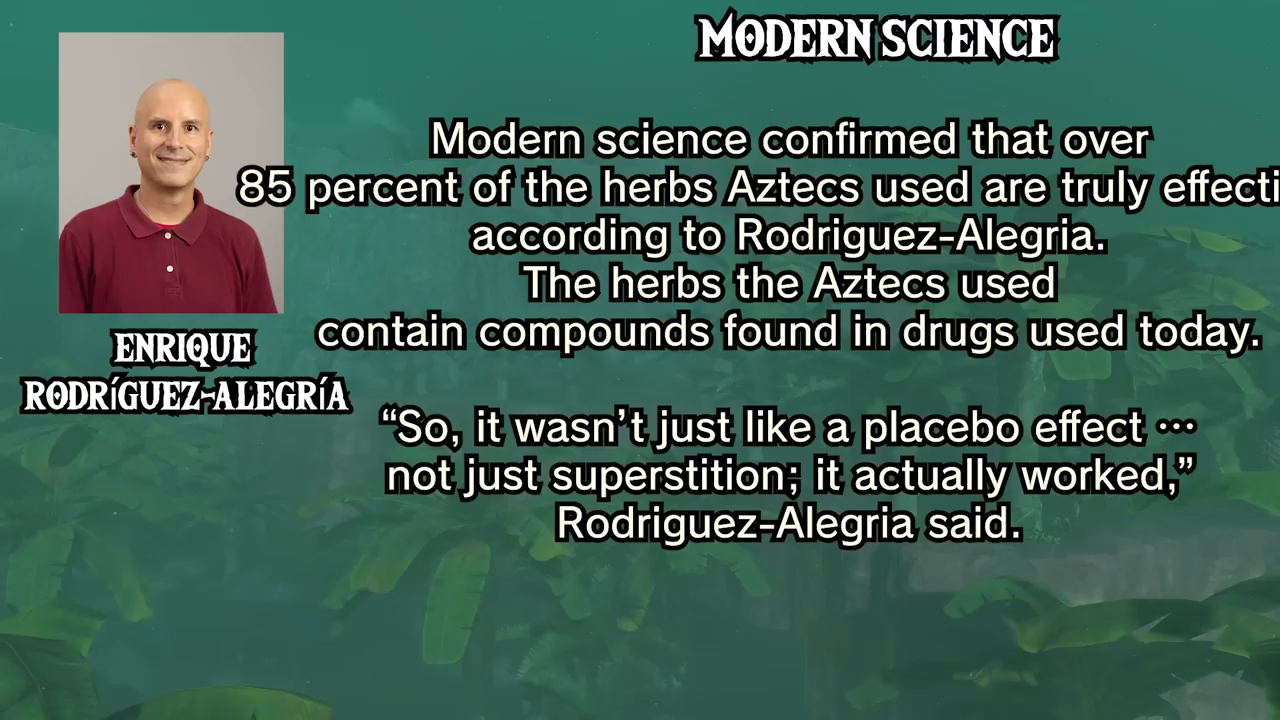 MODERN SCIENCE
Modern science confirmed that over
85 percent of the herbs Aztecs used are truly effecti
according to Rodriguez-Alegria.
The herbs the Aztecs used
contain compounds found in drugs used today.
“So, it wasn’t just like a placebo effect ⋯
not just superstition; it actually worked,”
Rodriguez-Alegria said.
ENRIQUE
RODRÍGUEZ-ALEGRÍA